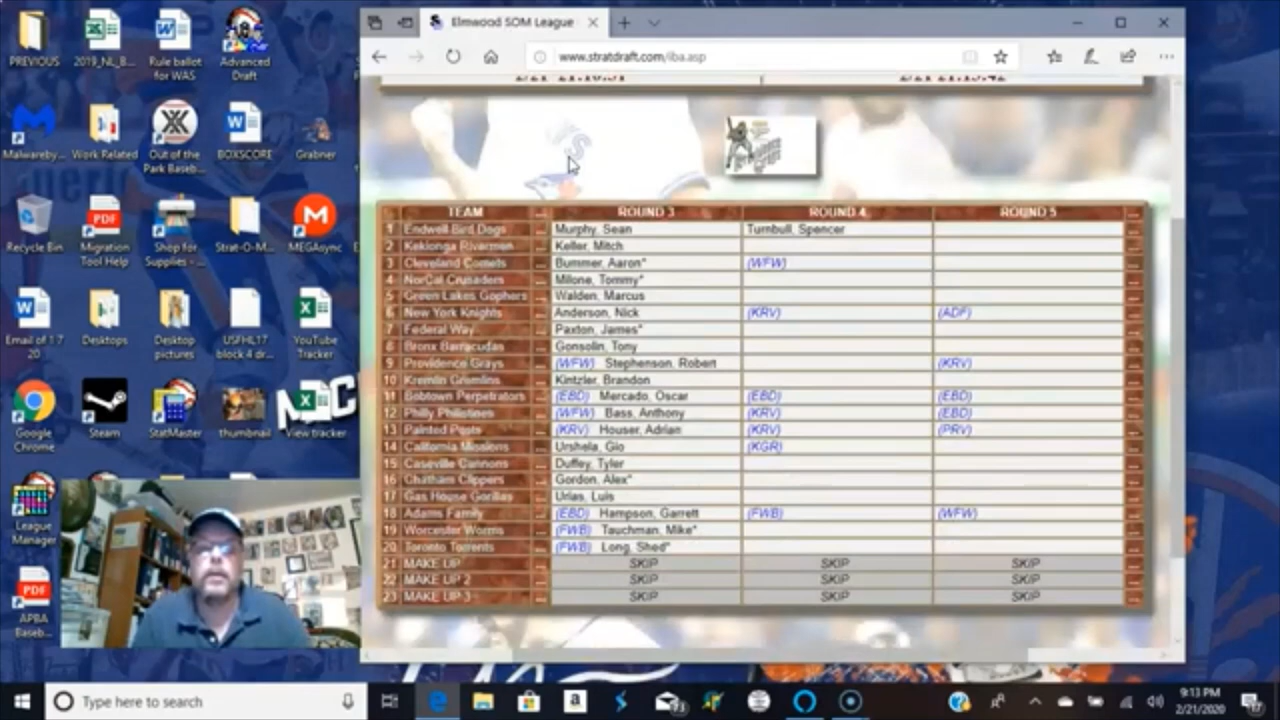 PREVIOUS
2019_NL_B...
Rule ballot for WAS
Advanced Draft
Malwareby...
Work Related
Out of the Park Baseb...
BOXSCORE
Grabner
Recycle Bin
Migration Tool Help
Shop for Supplies - ...
Strat-O-M...
MEGAsync
Email of 1 7 20
Desktops
Desktop pictures
USFHL17 block 4 dr...
YouTube Tracker
Google Chrome
Steam
StatMaster
thumbnail
View tracker
League Manager
APBA Baseb...
Elmwood SOM League
www.stratdraft.com/iba.asp
TEAM ... ROUND 3 ROUND 4 ROUND 5 ...
1 Endwell Bird Dogs ... Murphy, Sean Turnbull, Spencer ...
2 Kekionga Rivermen ... Keller, Mitch ...
3 Cleveland Comets ... Bummer, Aaron* (WFW) ...
4 NorCal Crusaders ... Milone, Tommy* ...
5 Green Lakes Gophers ... Walden, Marcus ...
6 New York Knights ... Anderson, Nick (KRV) (ADF) ...
7 Federal Way ... Paxton, James* ...
8 Bronx Barracudas ... Gonsolin, Tony ...
9 Providence Grays ... (WFW) Stephenson, Robert (KRV) ...
10 Kremlin Gremlins ... Kintzler, Brandon ...
11 Bobtown Perpetrators ... (EBD) Mercado, Oscar (EBD) (EBD) ...
12 Philly Philistines ... (WFW) Bass, Anthony (KRV) (EBD) ...
13 Painted Posts ... (KRV) Houser, Adrian (KRV) (PRV) ...
14 California Missions ... Urshela, Gio (KGR) ...
15 Caseville Cannons ... Duffey, Tyler ...
16 Chatham Clippers ... Gordon, Alex* ...
17 Gas House Gorillas ... Urias, Luis ...
18 Adams Family ... (EBD) Hampson, Garrett (FWB) (WFW) ...
19 Worcester Worms ... (FWB) Tauchman, Mike* ...
20 Toronto Torrents ... (FWB) Long, Shed* ...
21 MAKE UP ... SKIP SKIP SKIP ...
22 MAKE UP 2 ... SKIP SKIP SKIP ...
23 MAKE UP 3 ... SKIP SKIP SKIP ...
Type here to search
9:13 PM
2/21/2020